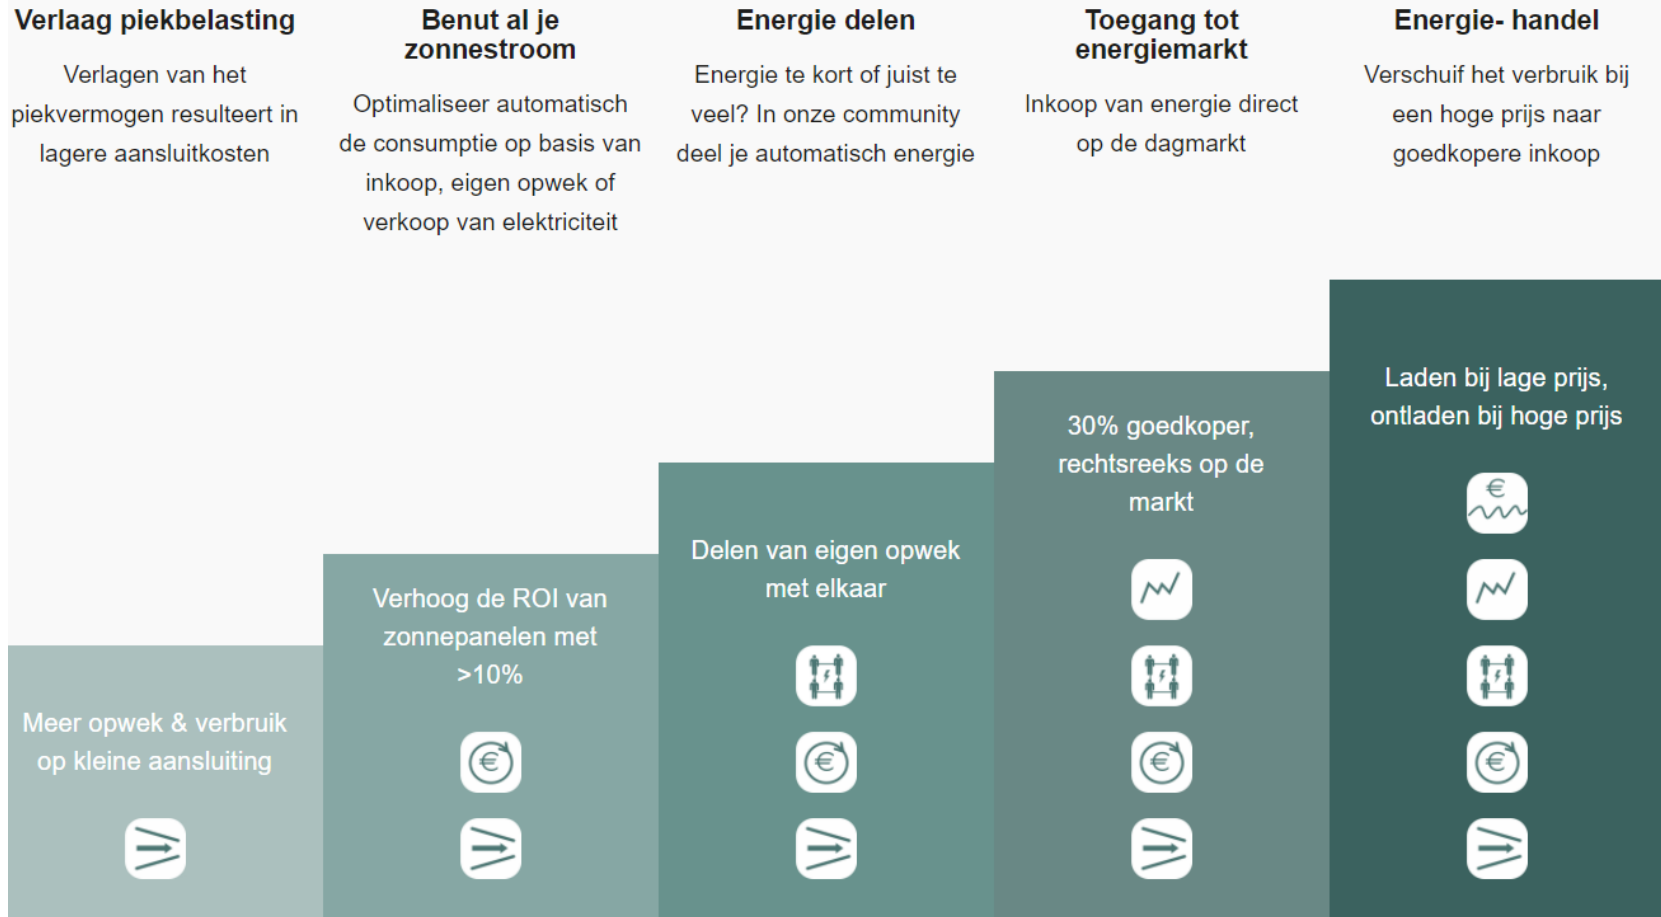 Verlaag piekbelasting
Verlagen van het
piekvermogen resulteert in
lagere aansluitkosten
Benut al je
zonnestroom
Optimaliseer automatisch
de consumptie op basis van
inkoop, eigen opwek of
verkoop van elektriciteit
Energie delen
Energie te kort of juist te
veel? In onze community
deel je automatisch energie
Toegang tot
energiemarkt
Inkoop van energie direct
op de dagmarkt
Energie- handel
Verschuif het verbruik bij
een hoge prijs naar
goedkopere inkoop
Meer opwek & verbruik
op kleine aansluiting
Verhoog de ROI van
zonnepanelen met
>10%
€
Delen van eigen opwek
met elkaar
€
30% goedkoper,
rechtsreeks op de
markt
€
Laden bij lage prijs,
ontladen bij hoge prijs
€
€